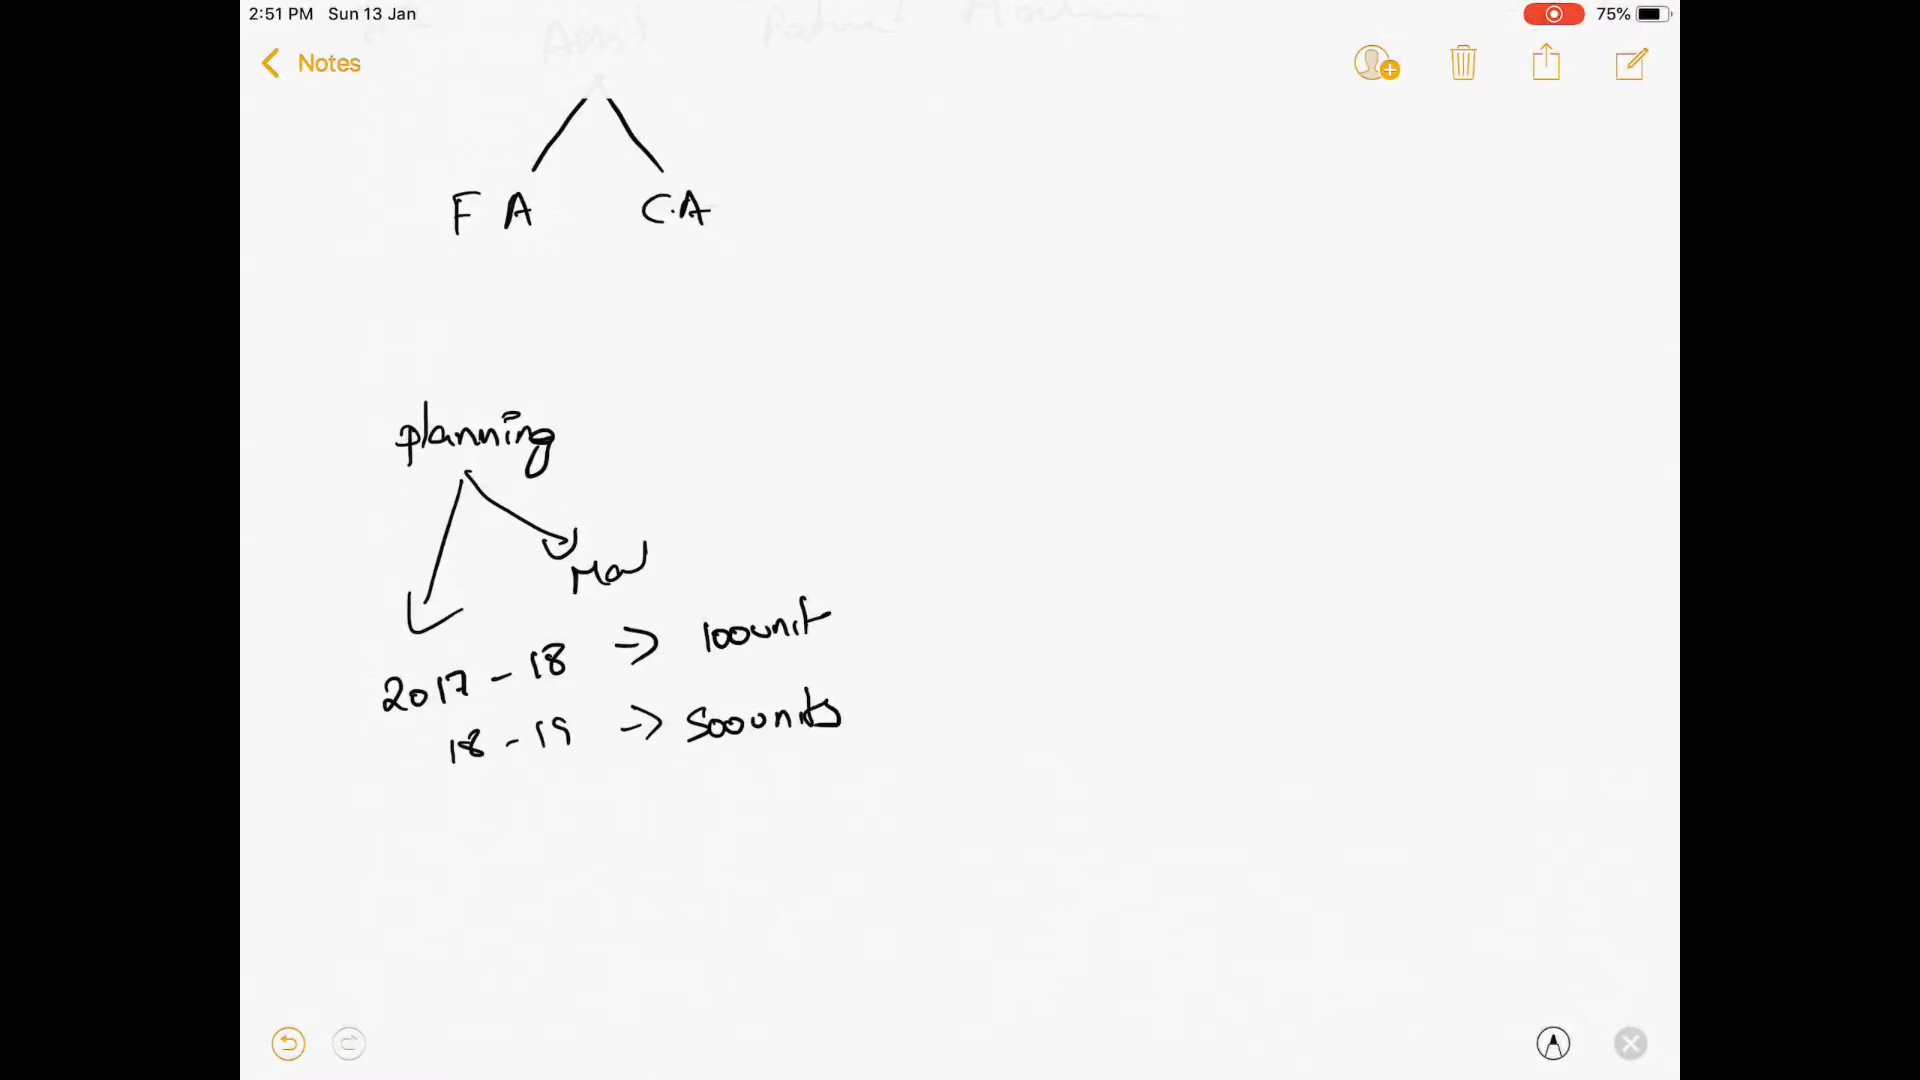 2:51 PM Sun 13 Jan
75%
Notes
F A
C.A
planning
2017 - 18 → 100unit
18 - 19 → 500units